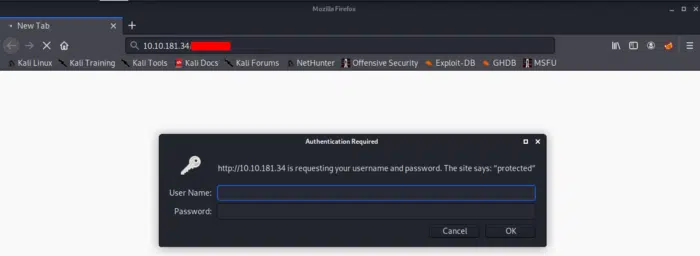 Mozilla Firefox
New Tab
10.10.181.34
Kali Linux Kali Training Kali Tools Kali Docs Kali Forums NetHunter Offensive Security Exploit-DB GHDB MSFU
Authentication Required
http://10.10.181.34 is requesting your username and password. The site says: “protected”
User Name:
Password:
Cancel OK